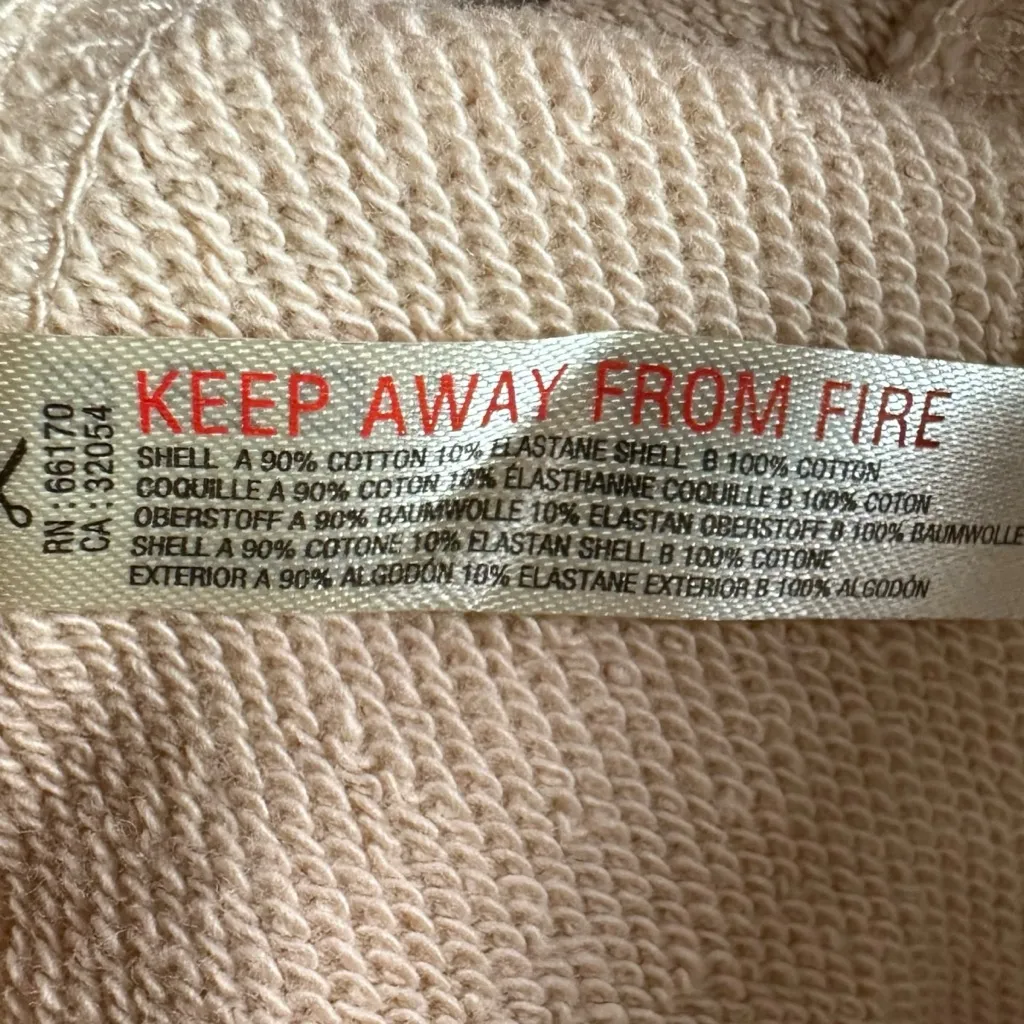 RN : 66170
CA : 32054
KEEP AWAY FROM FIRE
SHELL A 90% COTTON 10% ELASTANE SHELL B 100% COTTON
COQUILLE A 90% COTON 10% ÉLASTHANNE COQUILLE B 100% COTON
OBERSTOFF A 90% BAUMWOLLE 10% ELASTAN OBERSTOFF B 100% BAUMWOLLE
SHELL A 90% COTONE 10% ELASTAN SHELL B 100% COTONE
EXTERIOR A 90% ALGODÓN 10% ELASTANE EXTERIOR B 100% ALGODÓN